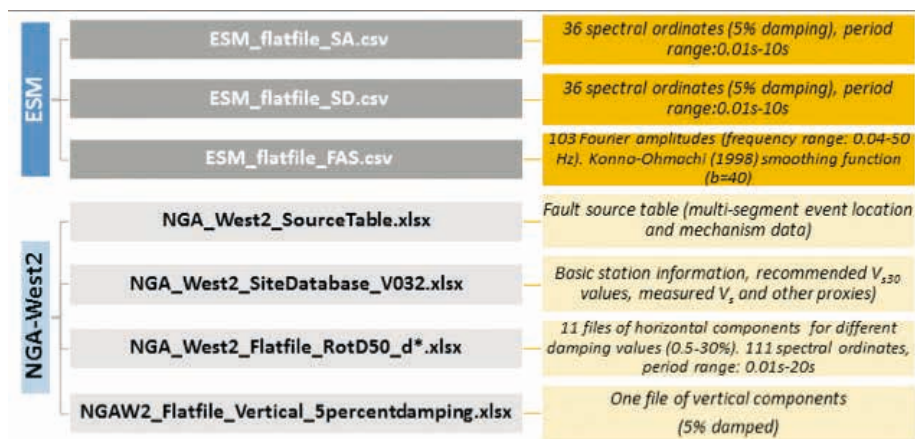 ESM
ESM_flatfile_SA.csv
36 spectral ordinates (5% damping), period
range:0.01s-10s
ESM_flatfile_SD.csv
36 spectral ordinates (5% damping), period
range:0.01s-10s
ESM_flatfile_FAS.csv
103 Fourier amplitudes (frequency range: 0.04-50
Hz). Konno-Ohmachi (1998) smoothing function
(b=40)
NGA-West2
NGA_West2_SourceTable.xlsx
Fault source table (multi-segment event location
and mechanism data)
NGA_West2_SiteDatabase_V032.xlsx
Basic station information, recommended Vs30
values, measured Vs and other proxies)
NGA_West2_Flatfile_RotD50_d*.xlsx
11 files of horizontal components for different
damping values (0.5-30%). 111 spectral ordinates,
period range: 0.01s-20s
NGAW2_Flatfile_Vertical_5percentdamping.xlsx
One file of vertical components
(5% damped)